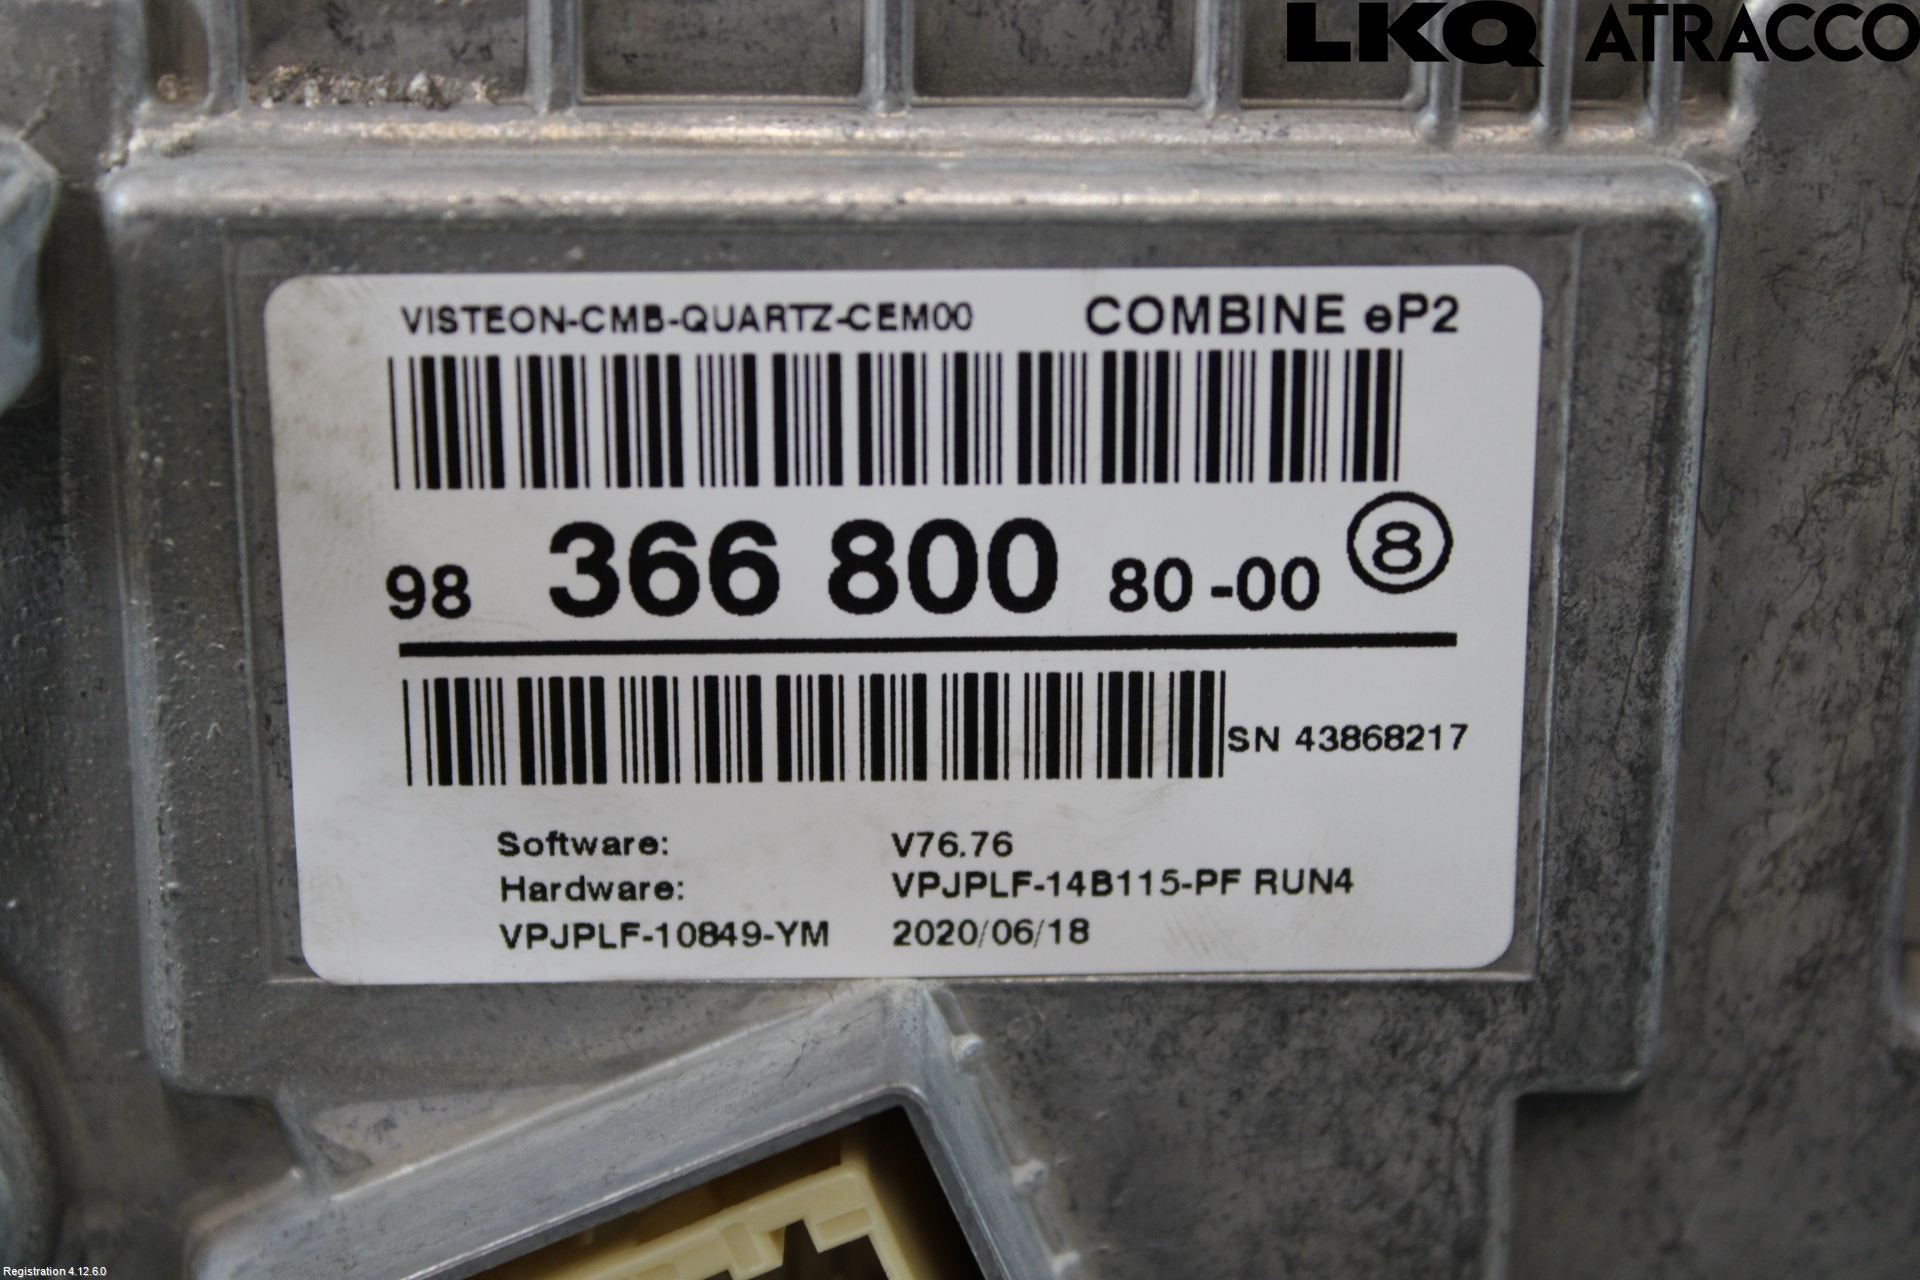 LKQ ATRACCO
VISTEON-CMB-QUARTZ-CEM00 COMBINE eP2
98 366 800 80 -00 8
SN 43868217
Software: V76.76
Hardware: VPJPLF-14B115-PF RUN4
VPJPLF-10849-YM 2020/06/18
Registration 4.12.6.0